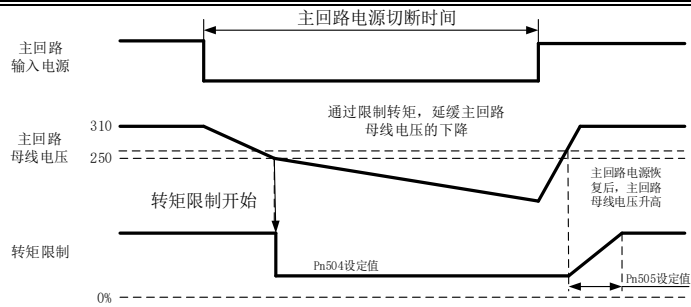 主回路电源切断时间
主回路
输入电源
通过限制转矩，延缓主回路
母线电压的下降
310
主回路
母线电压
250
主回路电源恢
复后，主回路
母线电压升高
转矩限制开始
转矩限制
Pn504设定值
Pn505设定值
0%